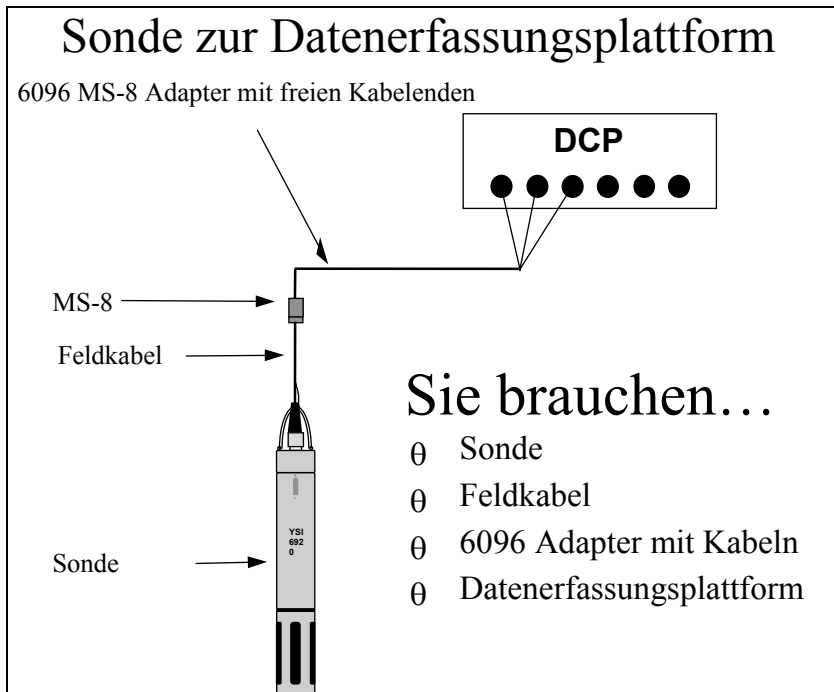 Sonde zur Datenerfassungsplattform
6096 MS-8 Adapter mit freien Kabelenden
DCP
MS-8
Feldkabel
Sie brauchen…
θ Sonde
θ Feldkabel
θ 6096 Adapter mit Kabeln
θ Datenerfassungsplattform
YSI
692
0
Sonde